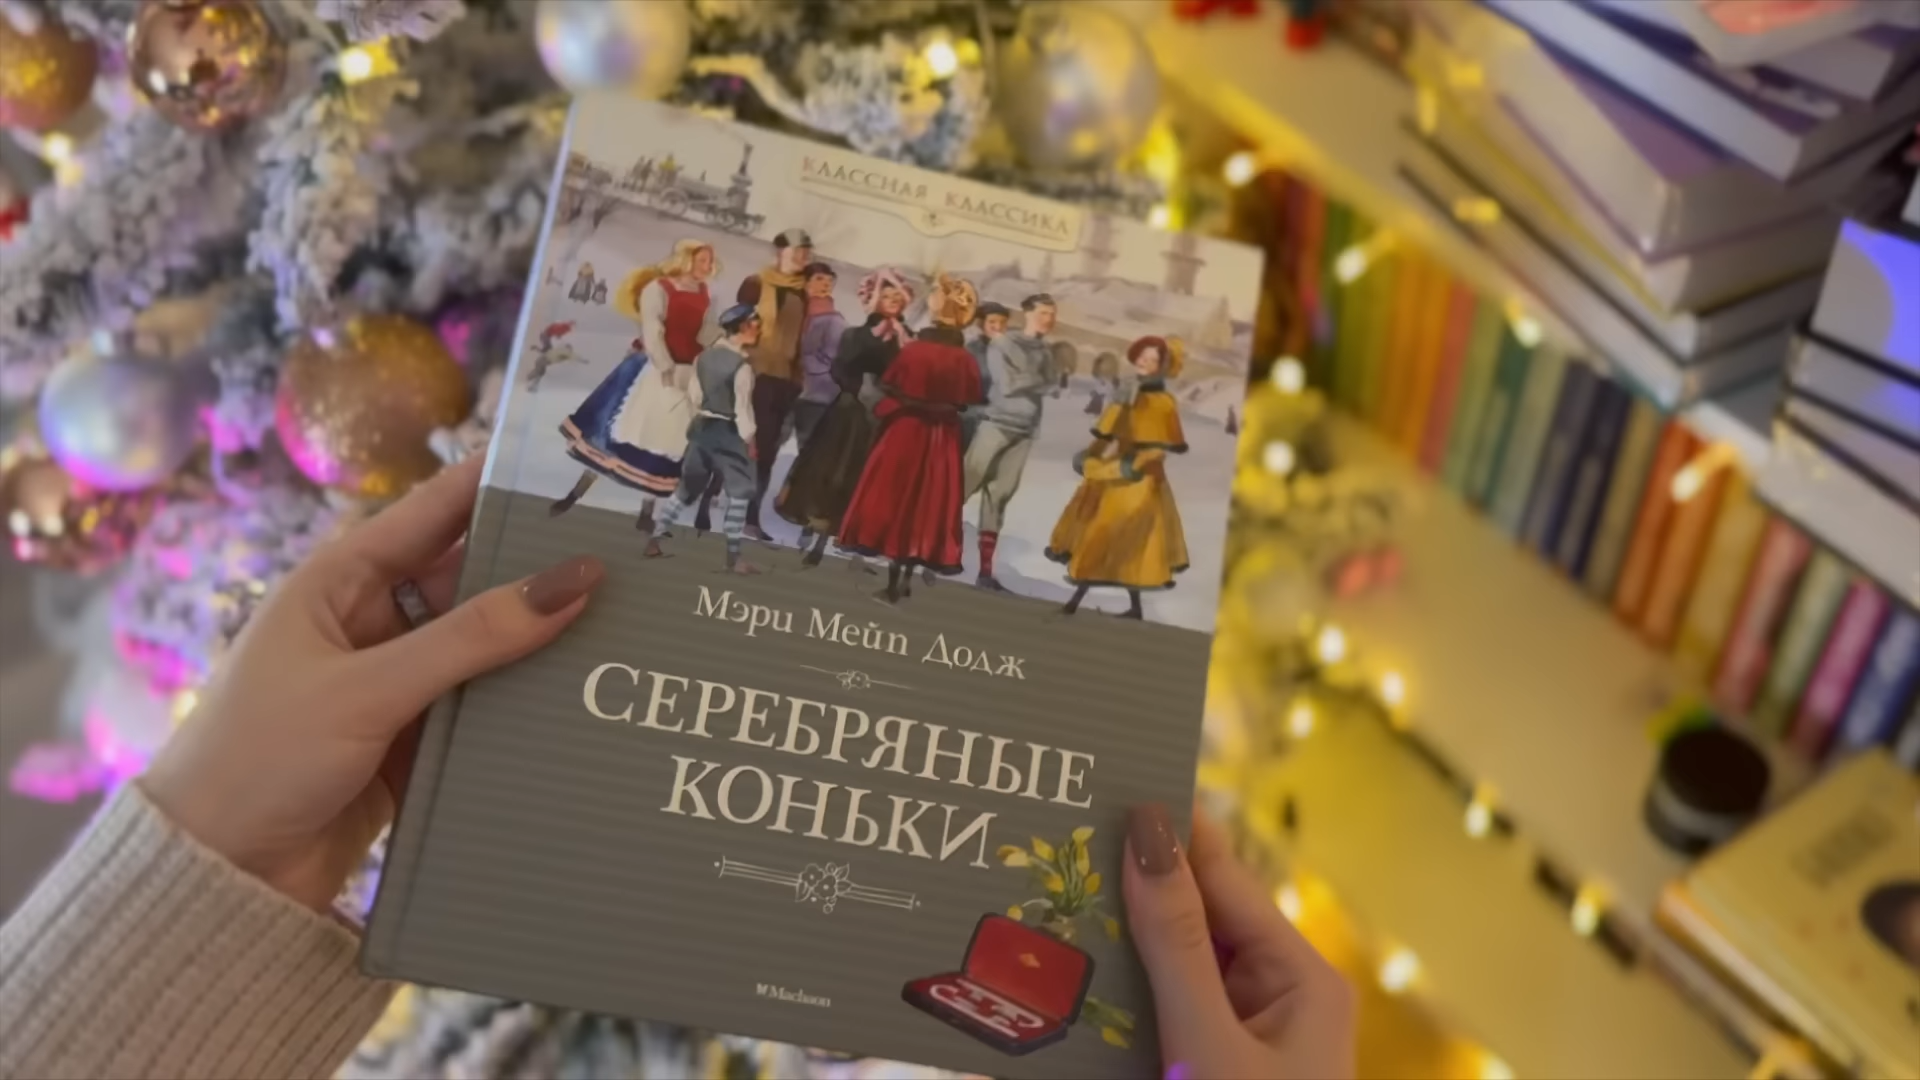 КЛАССНАЯ КЛАССИКА
Мэри Мейп Додж
СЕРЕБРЯНЫЕ
КОНЬКИ
Machaon